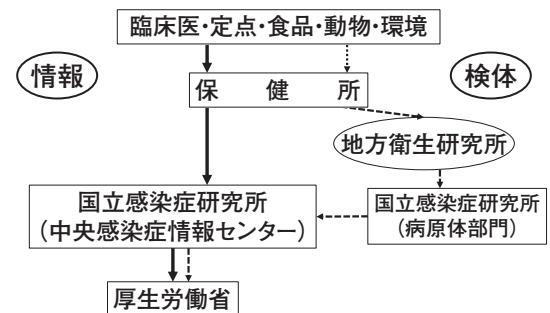 臨床医・定点・食品・動物・環境
情報
検体
保　健　所
地方衛生研究所
国立感染症研究所
（中央感染症情報センター）
国立感染症研究所
（病原体部門）
厚生労働省